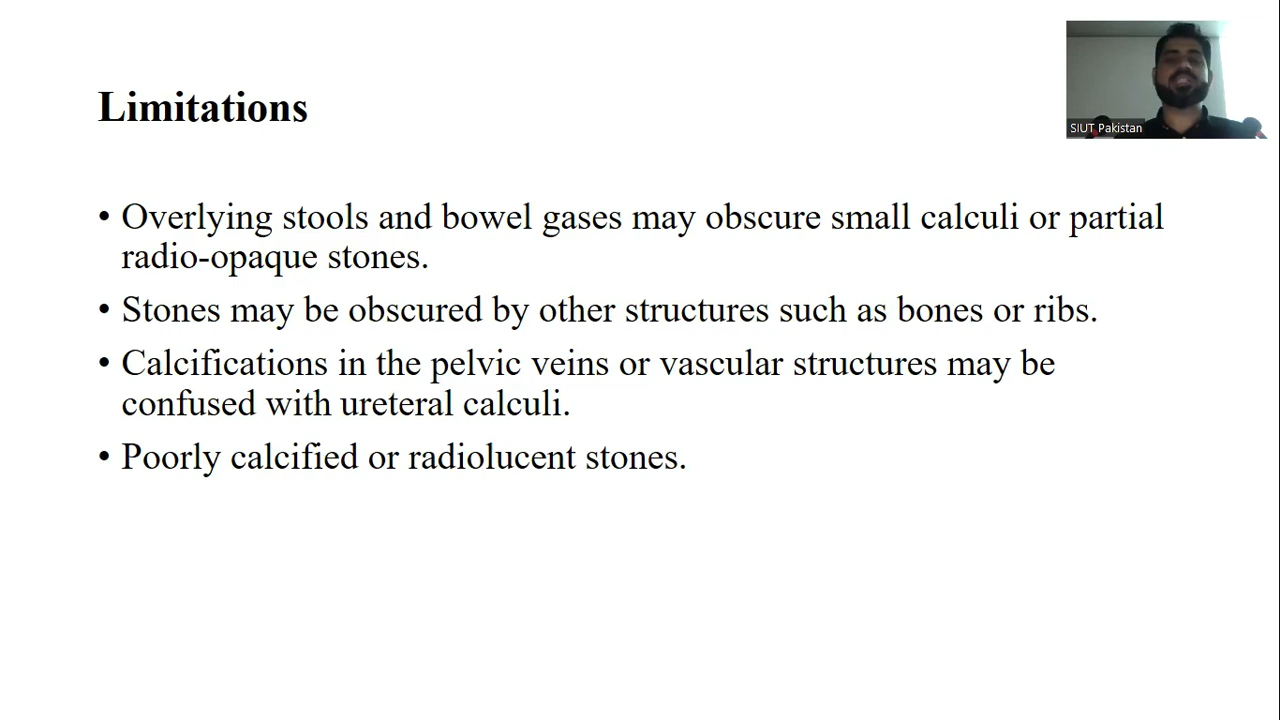 SIUT Pakistan
Limitations
• Overlying stools and bowel gases may obscure small calculi or partial
radio-opaque stones.
• Stones may be obscured by other structures such as bones or ribs.
• Calcifications in the pelvic veins or vascular structures may be
confused with ureteral calculi.
• Poorly calcified or radiolucent stones.